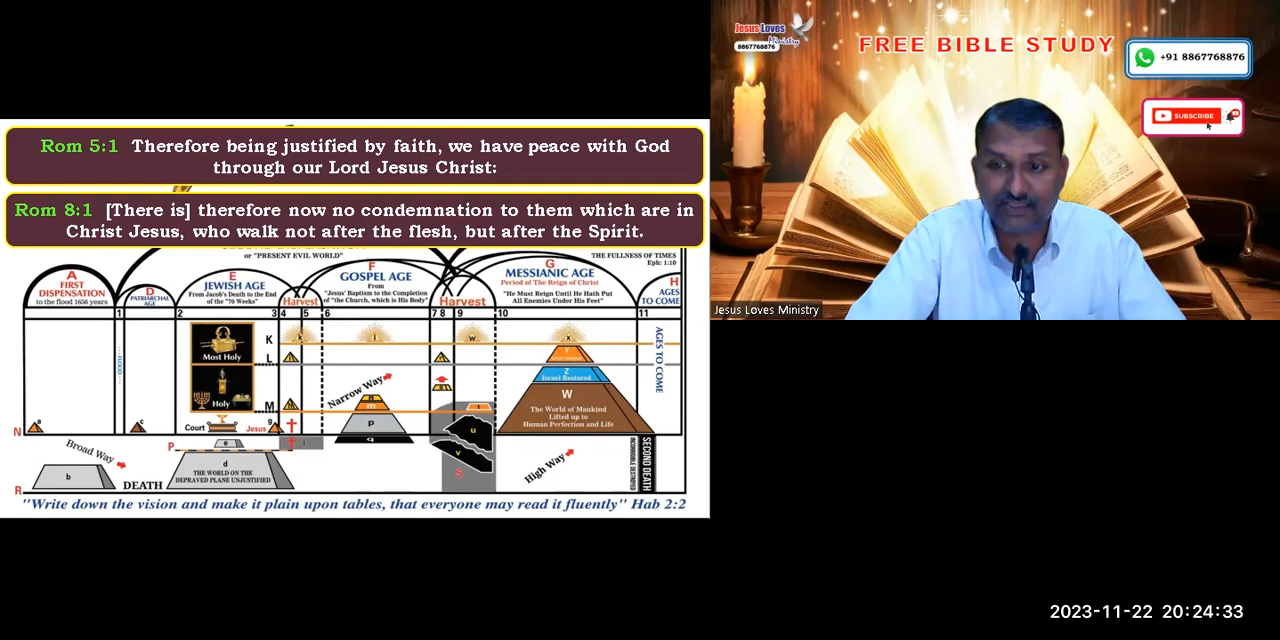 Rom 5:1 Therefore being justified by faith, we have peace with God
through our Lord Jesus Christ:
Rom 8:1 [There is] therefore now no condemnation to them which are in
Christ Jesus, who walk not after the flesh, but after the Spirit.
or "PRESENT EVIL WORLD"
THE FULLNESS OF TIMES
Eph: 1:10
A
FIRST
DISPENSATION
to the flood 1656 years
D
PATRIARCHAL
AGE
E
JEWISH AGE
From Jacob's Death to the End
of the "70 Weeks"
Harvest
F
GOSPEL AGE
From
"Jesus' Baptism to the Completion
of "the Church, which is His Body"
Harvest
G
MESSIANIC AGE
Period of The Reign of Christ
"He Must Reign Until He Hath Put
All Enemies Under His Feet"
H
AGES
TO COME
1 2 3 4 5 6 7 8 9 10 11
FLOOD
Most Holy
Holy
Court
Jesus
K
L
M
N
P
R
a
b
c
d
e
g
k
l
w
x
Narrow Way
n
m
p
q
t
u
v
S
Y
Z
Israel Restored
W
The World of Mankind
Lifted up to
Human Perfection and Life
AGES TO COME
Broad Way
DEATH
THE WORLD ON THE
DEPRAVED PLANE UNJUSTIFIED
High Way
SECOND DEATH
"Write down the vision and make it plain upon tables, that everyone may read it fluently" Hab 2:2
Jesus Loves
Ministry
8867768876
FREE BIBLE STUDY
+91 8867768876
SUBSCRIBE
Jesus Loves Ministry
2023-11-22 20:24:33